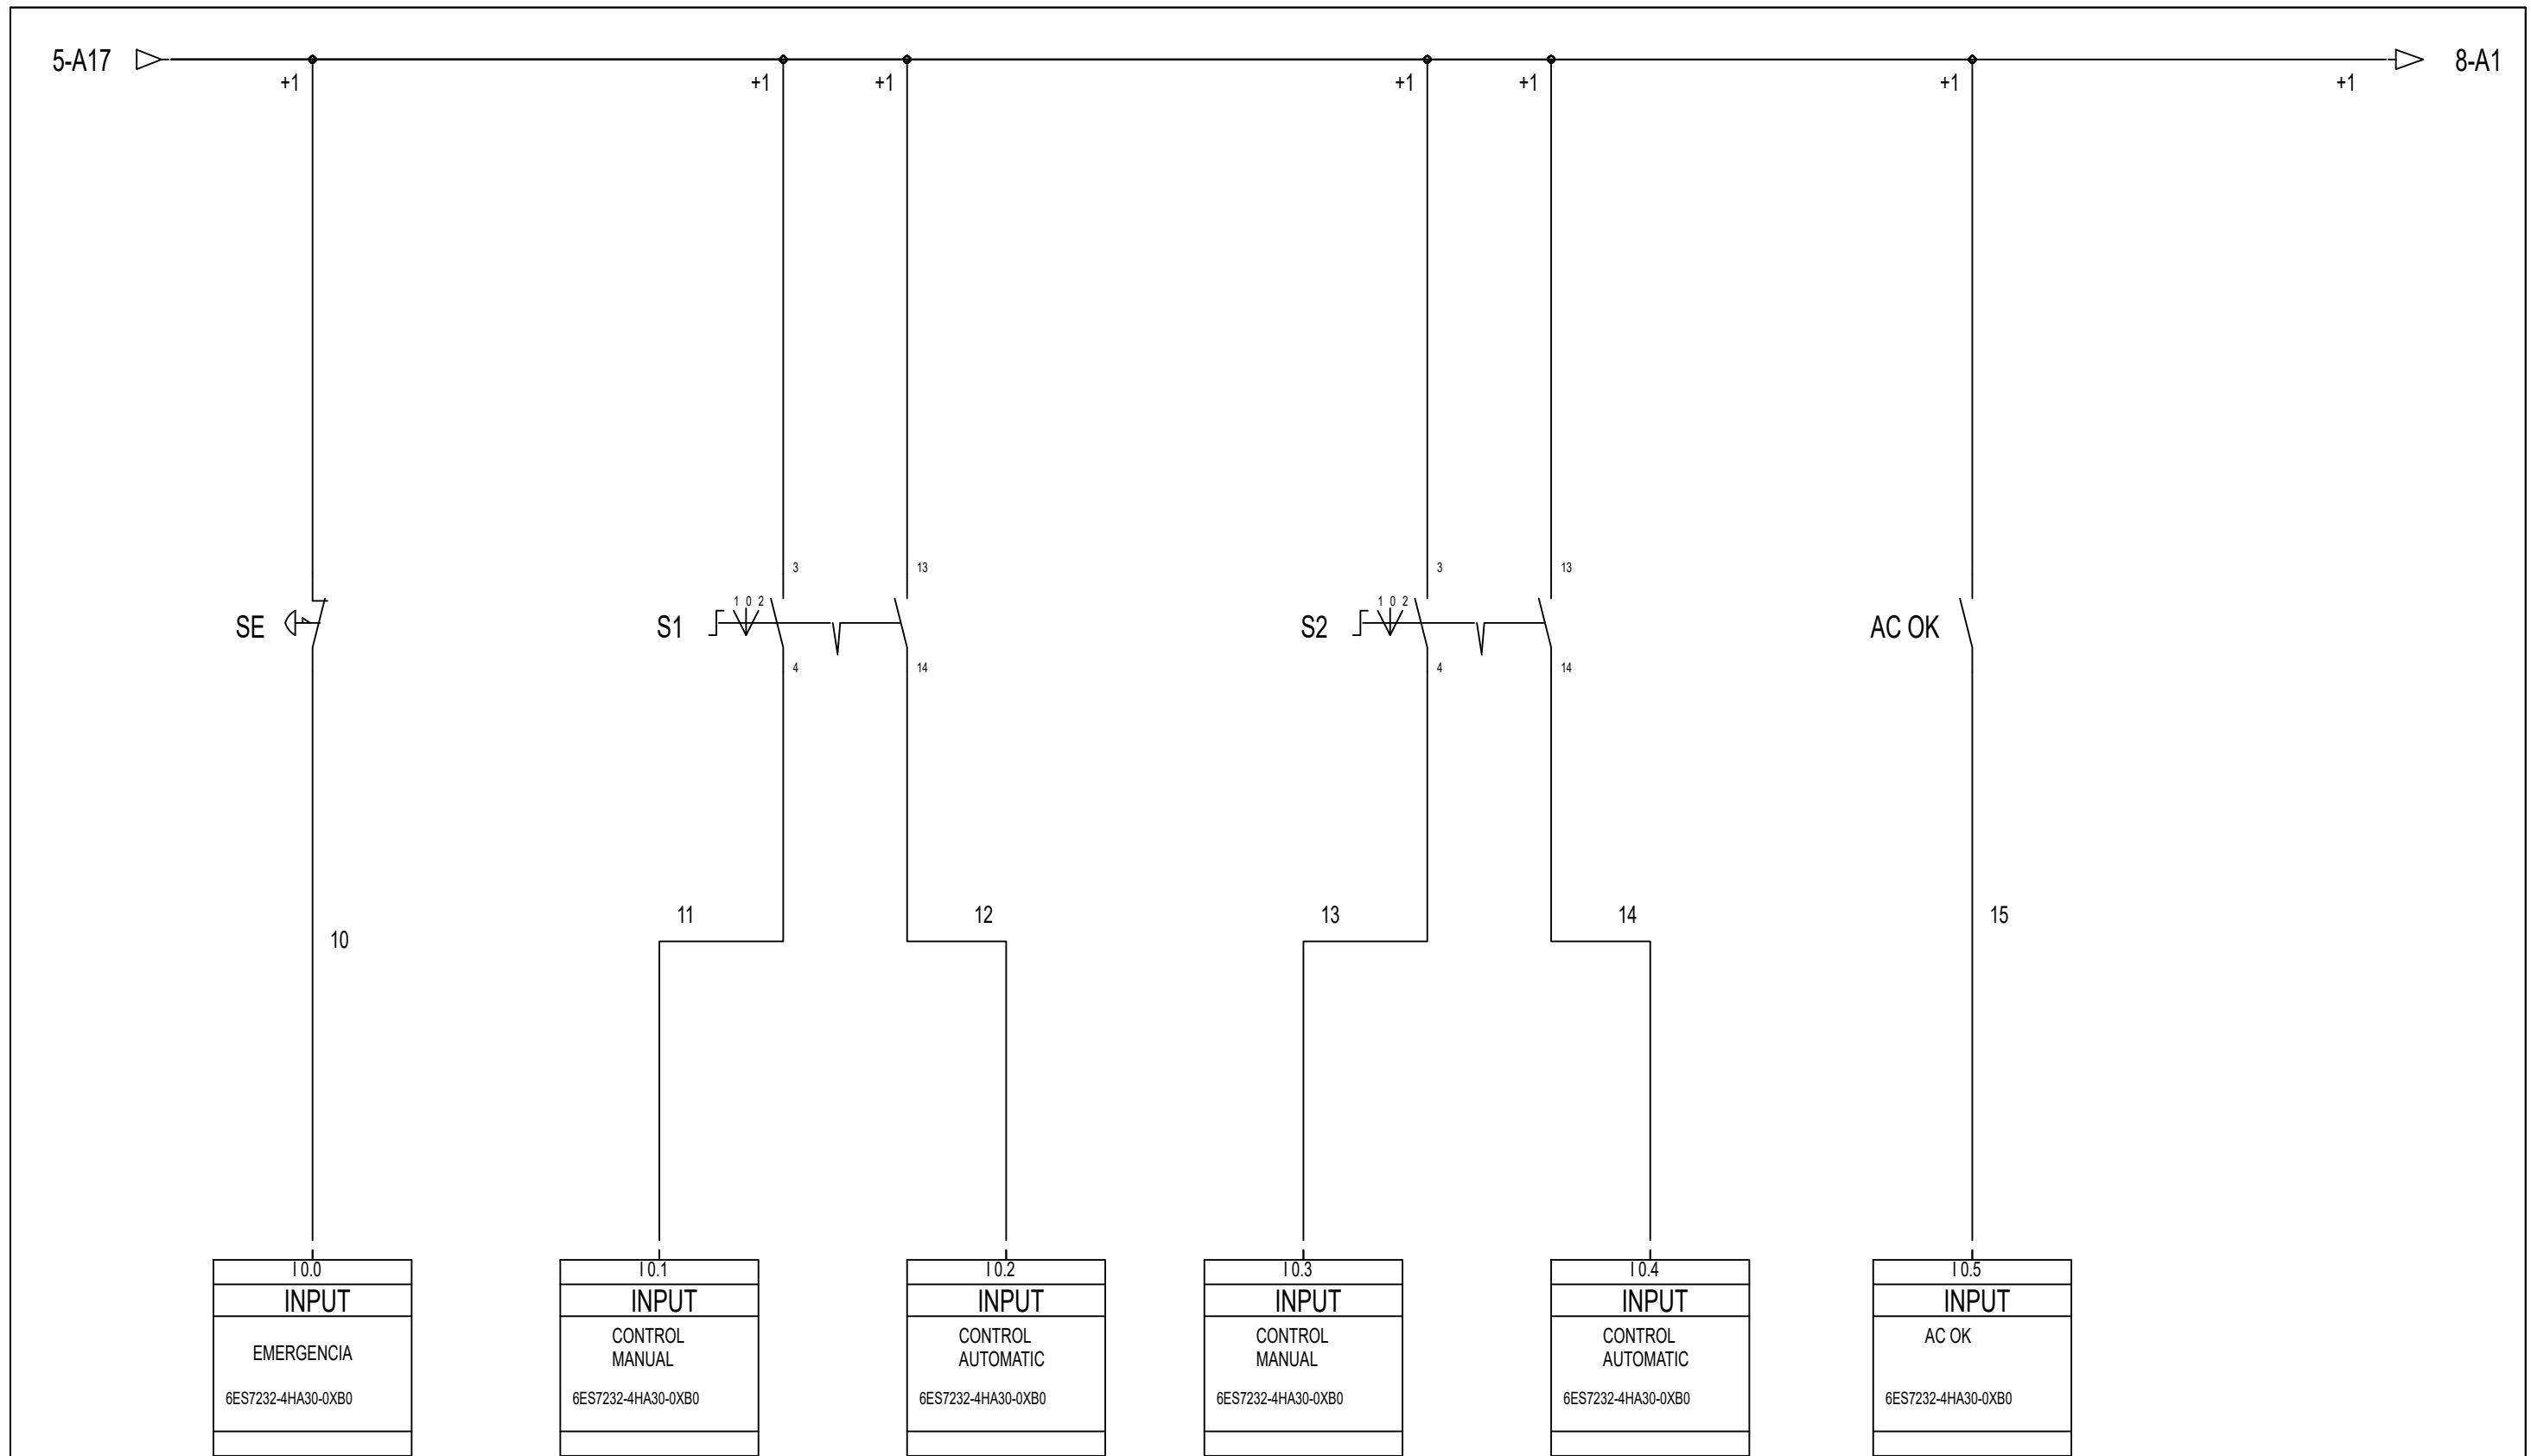 5-A17
8-A1
+1
+1
+1
+1
+1
+1
+1
3
13
3
13
SE
S1
1 0 2
S2
1 0 2
AC OK
4
14
4
14
10
11
12
13
14
15
I 0.0
INPUT
EMERGENCIA
6ES7232-4HA30-0XB0
I 0.1
INPUT
CONTROL
MANUAL
6ES7232-4HA30-0XB0
I 0.2
INPUT
CONTROL
AUTOMATIC
6ES7232-4HA30-0XB0
I 0.3
INPUT
CONTROL
MANUAL
6ES7232-4HA30-0XB0
I 0.4
INPUT
CONTROL
AUTOMATIC
6ES7232-4HA30-0XB0
I 0.5
INPUT
AC OK
6ES7232-4HA30-0XB0